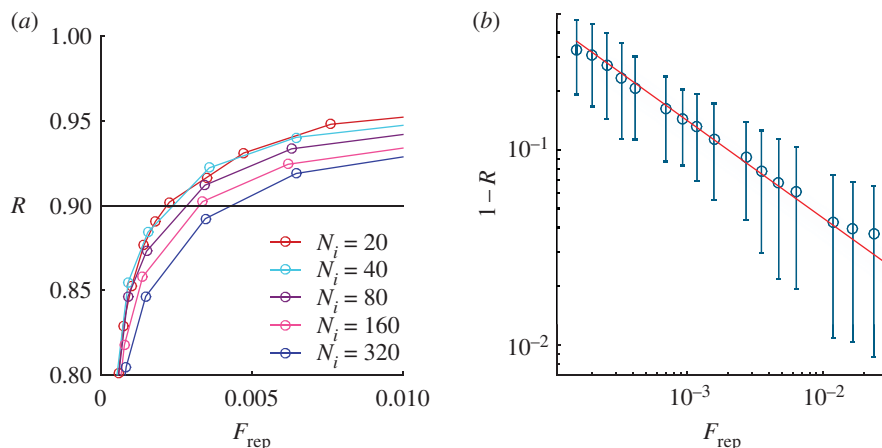 (a)
1.00
0.95
R 0.90
0.85
0.80
0 0.005 0.010
F_rep
N_i = 20
N_i = 40
N_i = 80
N_i = 160
N_i = 320
(b)
10^{-1}
1 – R
10^{-2}
10^{-3} 10^{-2}
F_rep